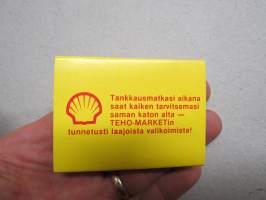 Tankkausmatkasi aikana
saat kaiken tarvitsemasi
saman katon alta —
TEHO-MARKETin
tunnetusti laajoista valikoimista!